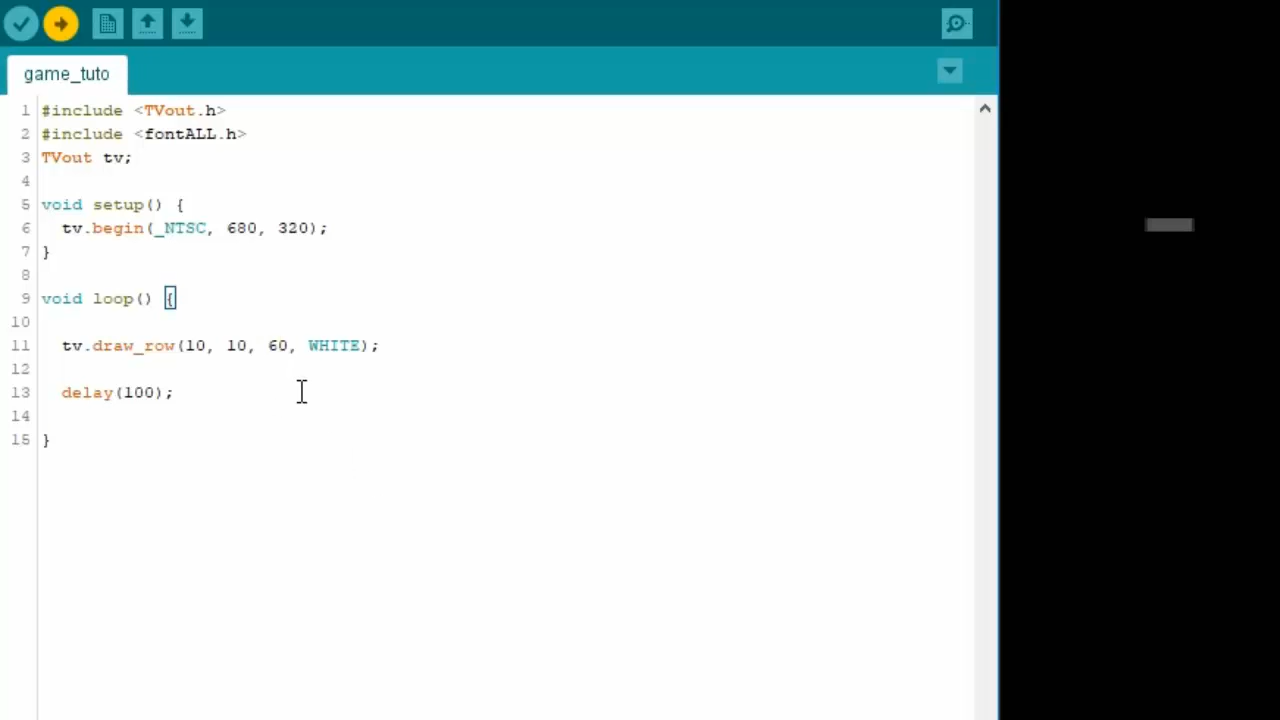 game_tuto
1 #include <TVout.h>
2 #include <fontALL.h>
3 TVout tv;
4
5 void setup() {
6   tv.begin(_NTSC, 680, 320);
7 }
8
9 void loop() {
10
11   tv.draw_row(10, 10, 60, WHITE);
12
13   delay(100);
14
15 }